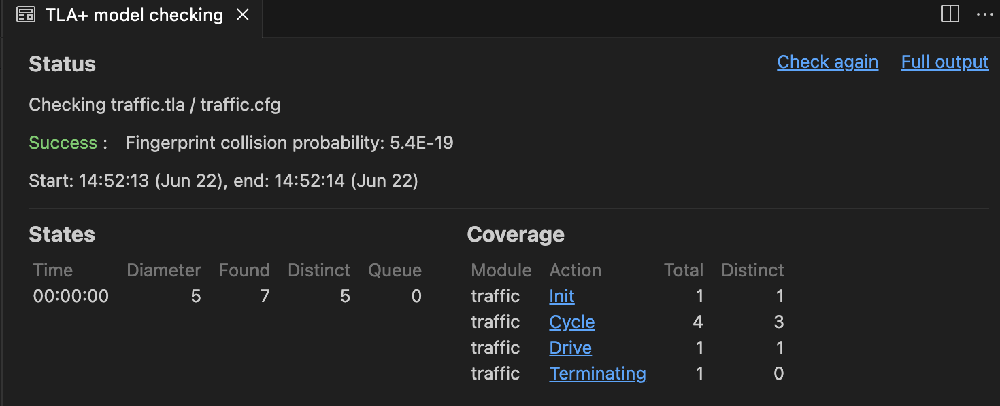 TLA+ model checking
Status
Check again Full output
Checking traffic.tla / traffic.cfg
Success : Fingerprint collision probability: 5.4E-19
Start: 14:52:13 (Jun 22), end: 14:52:14 (Jun 22)
States
Time Diameter Found Distinct Queue
00:00:00 5 7 5 0
Coverage
Module Action Total Distinct
traffic Init 1 1
traffic Cycle 4 3
traffic Drive 1 1
traffic Terminating 1 0